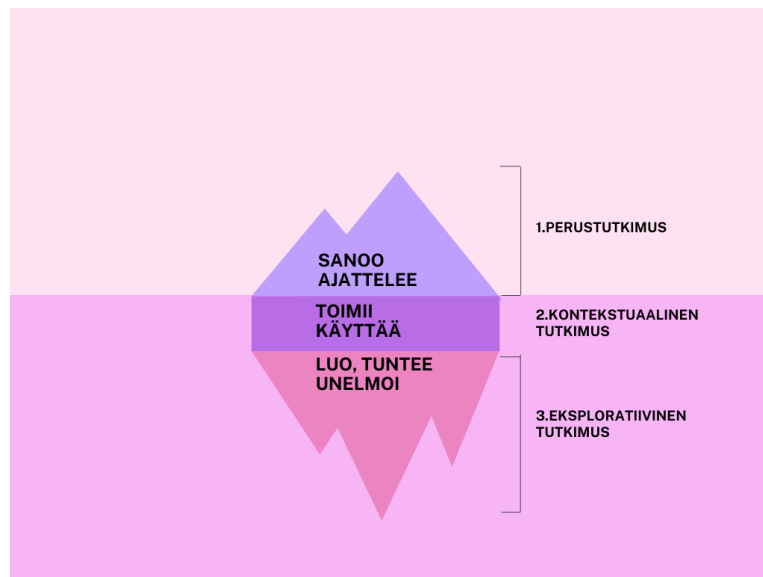 SANOO
AJATTELEE
1.PERUSTUTKIMUS
TOIMII
KÄYTTÄÄ
2.KONTEKSTUAALINEN
TUTKIMUS
LUO, TUNTEE
UNELMOI
3.EKSPLORATIIVINEN
TUTKIMUS